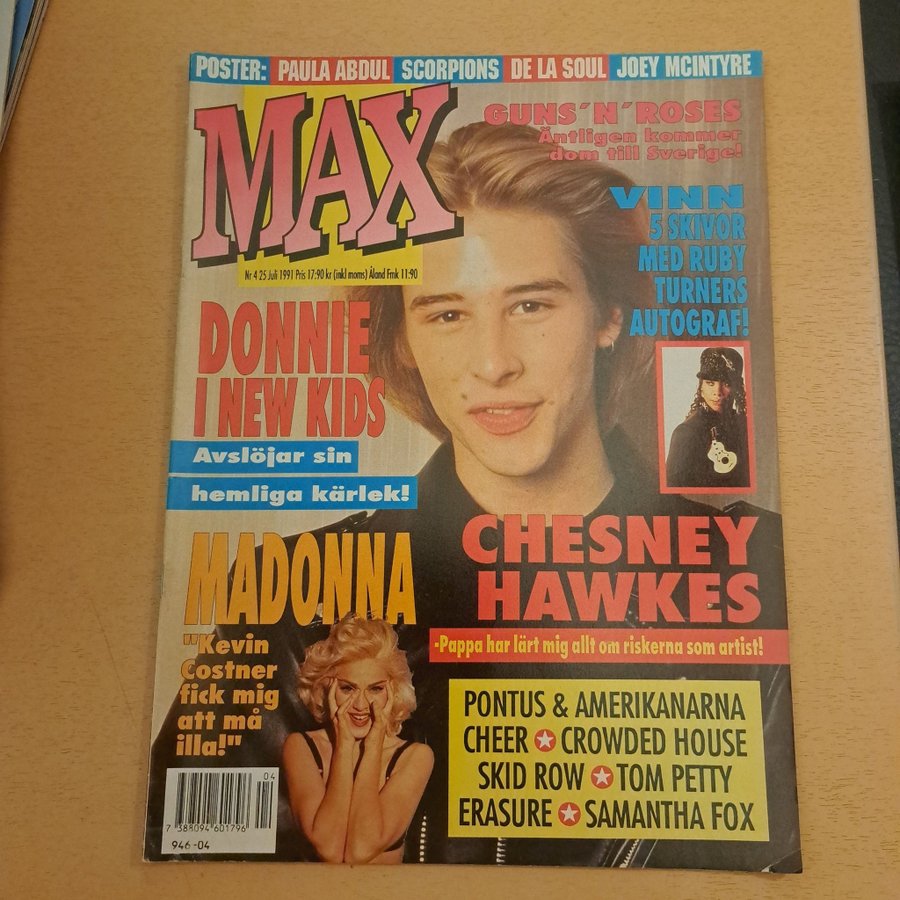 POSTER: PAULA ABDUL SCORPIONS DE LA SOUL JOEY MCINTYRE
MAX
Nr 4 25 Juli 1991 Pris 17:90 kr (inkl moms) Åland Fmk 11:90
GUNS´N´ROSES
Äntligen kommer
dom till Sverige!
VINN
5 SKIVOR
MED RUBY
TURNERS
AUTOGRAF!
DONNIE
I NEW KIDS
Avslöjar sin
hemliga kärlek!
CHESNEY
HAWKES
-Pappa har lärt mig allt om riskerna som artist!
MADONNA
"Kevin
Costner
fick mig
att må
illa!"
PONTUS & AMERIKANARNA
CHEER CROWDED HOUSE
SKID ROW TOM PETTY
ERASURE SAMANTHA FOX
04
7 388094 601796
946-04